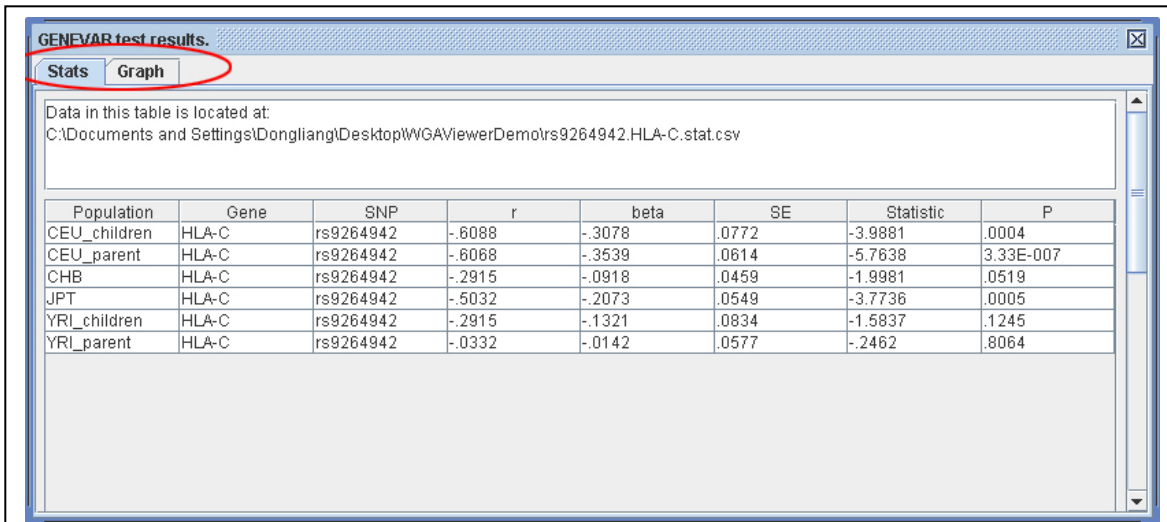 GENEVAR test results.
Stats Graph
Data in this table is located at:
C:\Documents and Settings\Dongliang\Desktop\WGAViewerDemo\rs9264942.HLA-C.stat.csv
Population Gene SNP r beta SE Statistic P
CEU_children HLA-C rs9264942 -.6088 -.3078 .0772 -3.9881 .0004
CEU_parent HLA-C rs9264942 -.6068 -.3539 .0614 -5.7638 3.33E-007
CHB HLA-C rs9264942 -.2915 -.0918 .0459 -1.9981 .0519
JPT HLA-C rs9264942 -.5032 -.2073 .0549 -3.7736 .0005
YRI_children HLA-C rs9264942 -.2915 -.1321 .0834 -1.5837 .1245
YRI_parent HLA-C rs9264942 -.0332 -.0142 .0577 -.2462 .8064